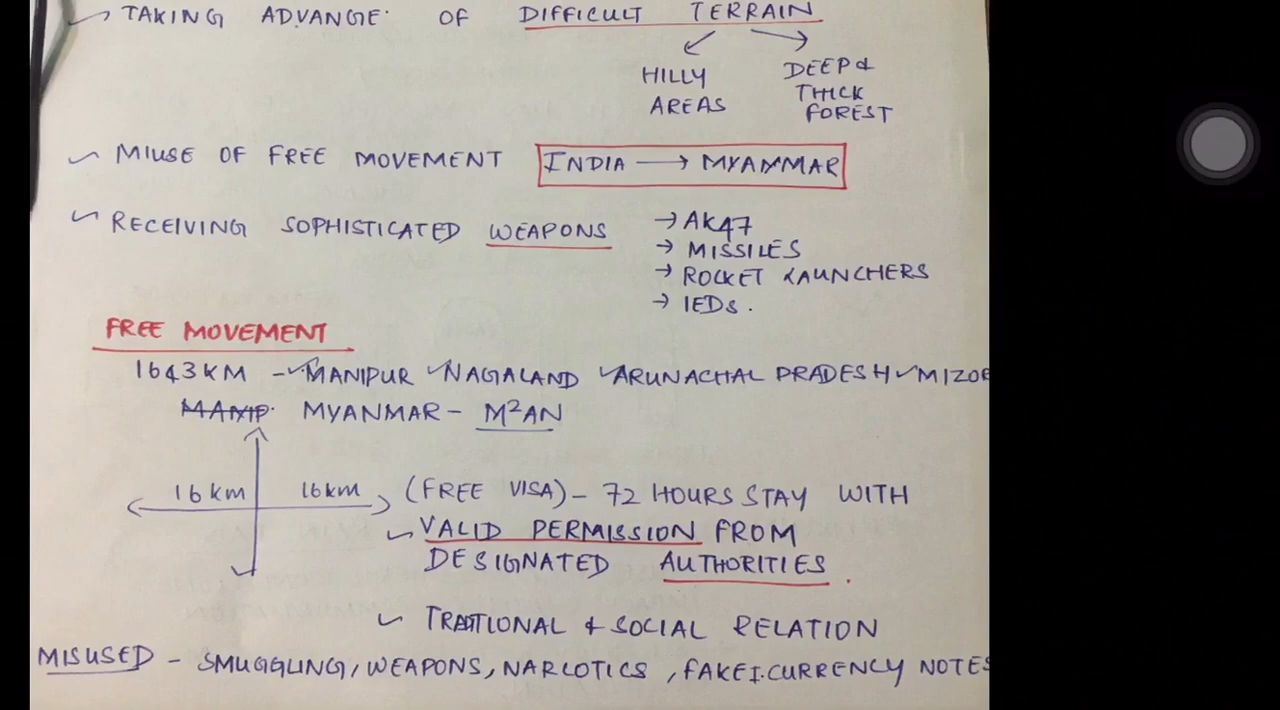 TAKING ADVANGE OF DIFFICULT TERRAIN
HILLY AREAS
DEEP & THICK FOREST
MIUSE OF FREE MOVEMENT INDIA → MYANMAR
RECEIVING SOPHISTICATED WEAPONS → AK47
→ MISSILES
→ ROCKET LAUNCHERS
→ IEDS.
FREE MOVEMENT
1643KM - MANIPUR NAGALAND ARUNACHAL PRADESH MIZO
MANIP. MYANMAR - M²AN
16km 16km (FREE VISA) - 72 HOURS STAY WITH
VALID PERMISSION FROM
DESIGNATED AUTHORITIES.
TRADTIONAL & SOCIAL RELATION
MISUSED - SMUGGLING, WEAPONS, NARCOTICS, FAKE I. CURRENCY NOTES